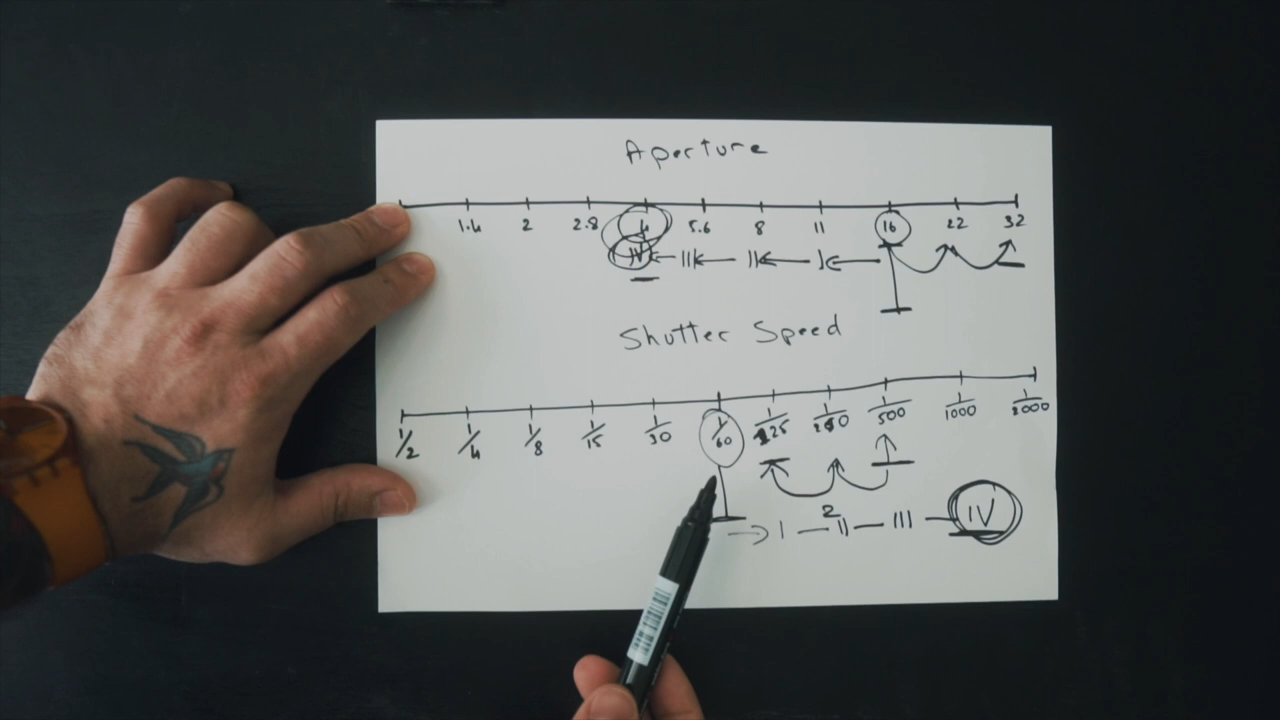 Aperture
1.4 2 2.8 4 5.6 8 11 16 22 32
IV III II I
Shutter Speed
1/2 1/4 1/8 1/15 1/30 1/60 1/125 1/250 1/500 1/1000 1/2000
2
I II III IV